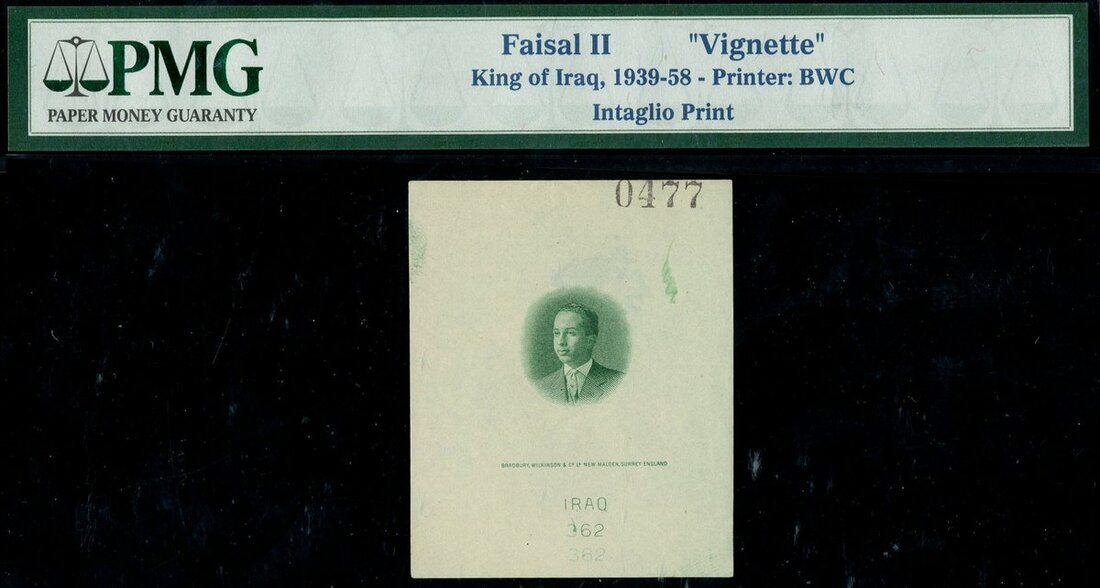 PMG
PAPER MONEY GUARANTY
Faisal II "Vignette"
King of Iraq, 1939-58 - Printer: BWC
Intaglio Print
0477
BRADBURY, WILKINSON & Cº Lᵈ NEW MALDEN, SURREY ENGLAND
IRAQ
362
362